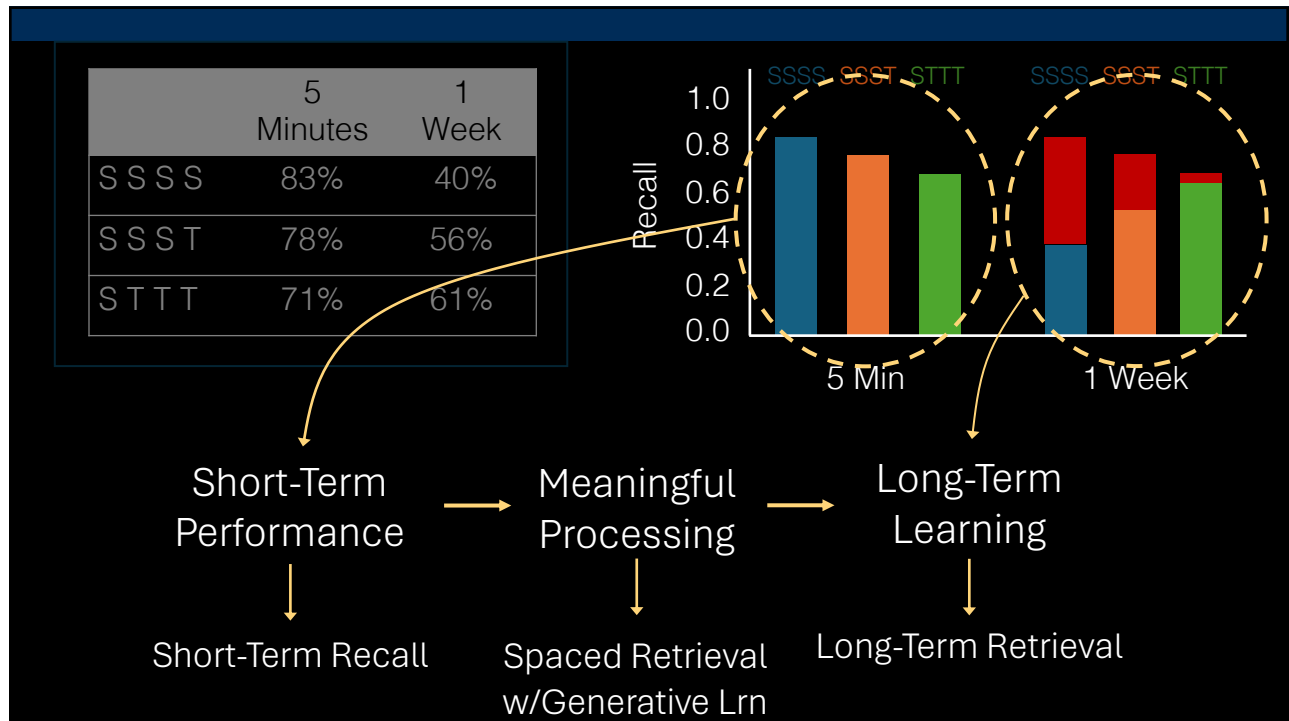 5 Minutes 1 Week
S S S S 83% 40%
S S S T 78% 56%
S T T T 71% 61%
SSSS SSST STTT SSSS SSST STTT
Recall
1.0
0.8
0.6
0.4
0.2
0.0
5 Min 1 Week
Short-Term
Performance
Meaningful
Processing
Long-Term
Learning
Short-Term Recall
Spaced Retrieval
w/Generative Lrn
Long-Term Retrieval